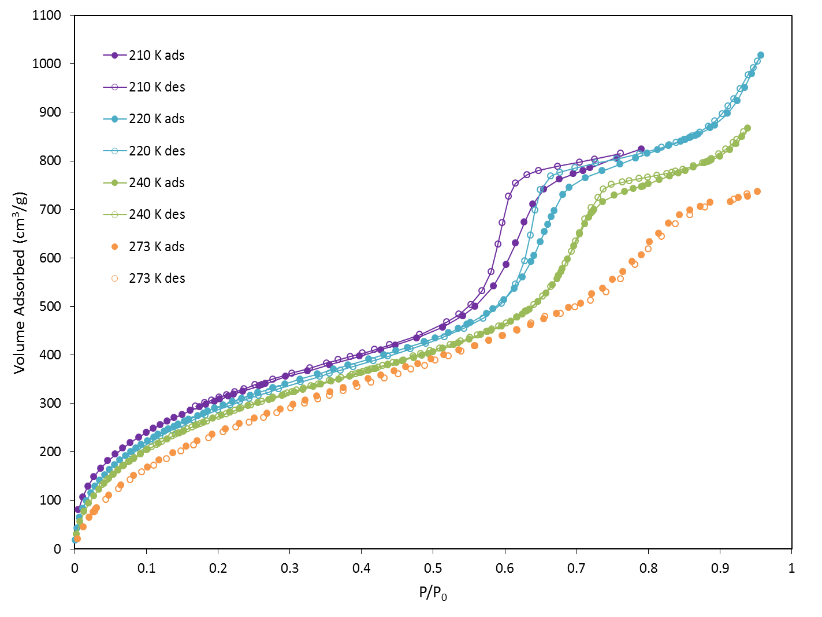 1100
1000
900
800
700
600
500
400
300
200
100
0
Volume Adsorbed (cm³/g)
210 K ads
210 K des
220 K ads
220 K des
240 K ads
240 K des
273 K ads
273 K des
0 0.1 0.2 0.3 0.4 0.5 0.6 0.7 0.8 0.9 1
P/P₀